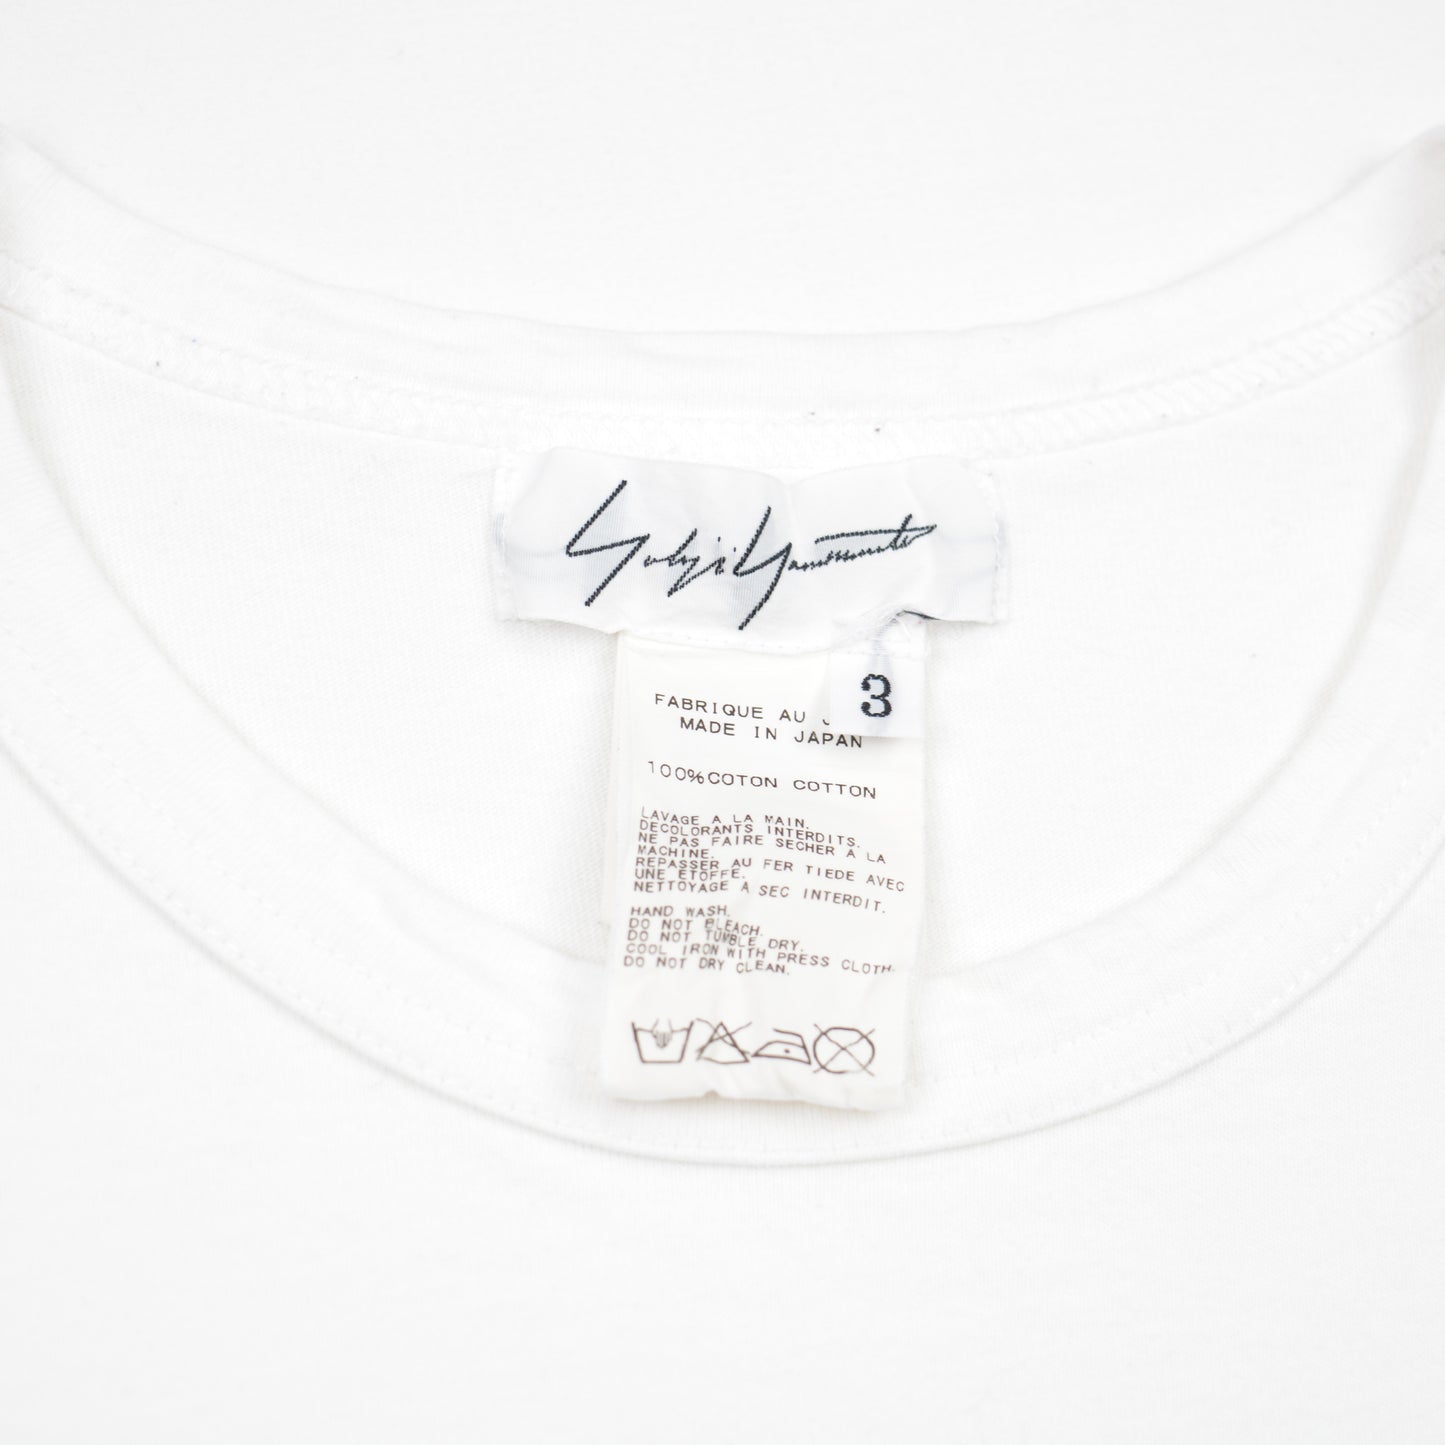 Yohji Yamamoto
3
FABRIQUE AU J
MADE IN JAPAN
100%COTON COTTON
LAVAGE A LA MAIN.
DECOLORANTS INTERDITS.
NE PAS FAIRE SECHER A LA
MACHINE.
REPASSER AU FER TIEDE AVEC
UNE ETOFFE.
NETTOYAGE A SEC INTERDIT.
HAND WASH.
DO NOT BLEACH.
DO NOT TUMBLE DRY.
COOL IRON WITH PRESS CLOTH.
DO NOT DRY CLEAN.